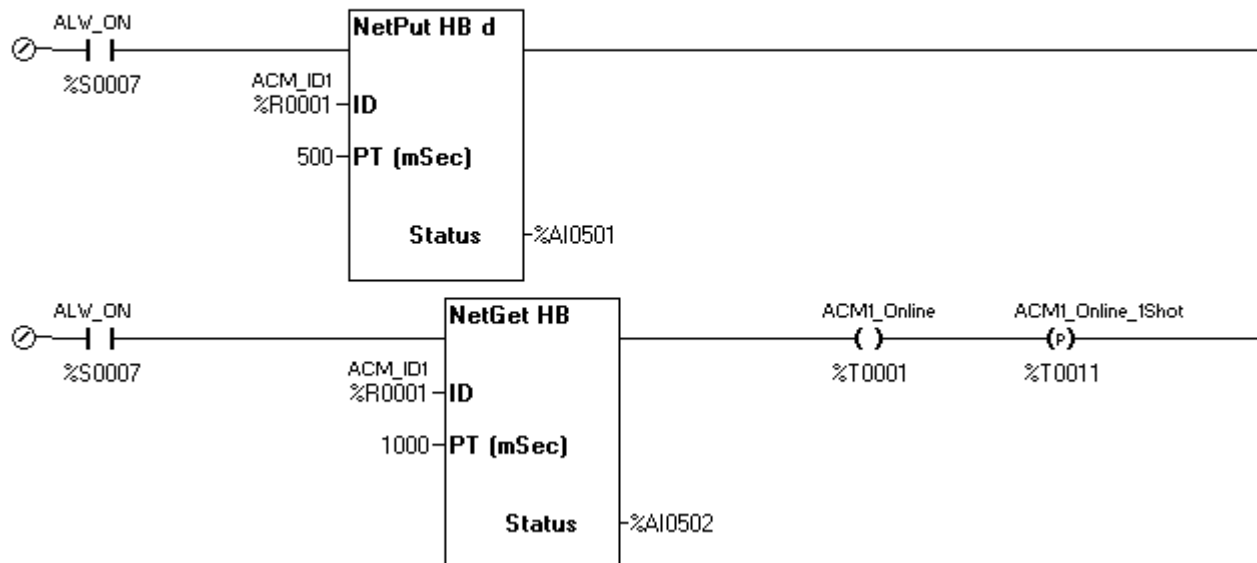 ALW_ON
NetPut HB d
%S0007
ACM_ID1
%R0001 ID
500 PT (mSec)
Status %AI0501
ALW_ON
NetGet HB
ACM1_Online
ACM1_Online_1Shot
%S0007
(P)
%T0001
%T0011
ACM_ID1
%R0001 ID
1000 PT (mSec)
Status %AI0502